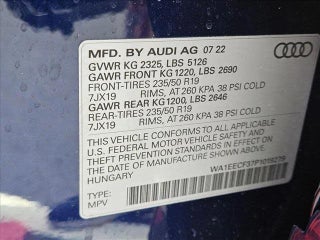 MFD. BY AUDI AG 07 22
GVWR KG 2325, LBS 5126
GAWR FRONT KG 1220, LBS 2690
FRONT-TIRES 235/50 R19
7JX19 RIMS, AT 260 KPA 38 PSI COLD
GAWR REAR KG 1200, LBS 2646
REAR-TIRES 235/50 R19
7JX19 RIMS, AT 260 KPA 38 PSI COLD
THIS VEHICLE CONFORMS TO ALL APPLICABLE
U.S. FEDERAL MOTOR VEHICLE SAFETY AND
THEFT PREVENTION STANDARDS IN EFFECT ON
THE DATE OF MANUFACTURE SHOWN ABOVE.
HUNGARY
WA1EECF37P1019279
TYPE:
MPV